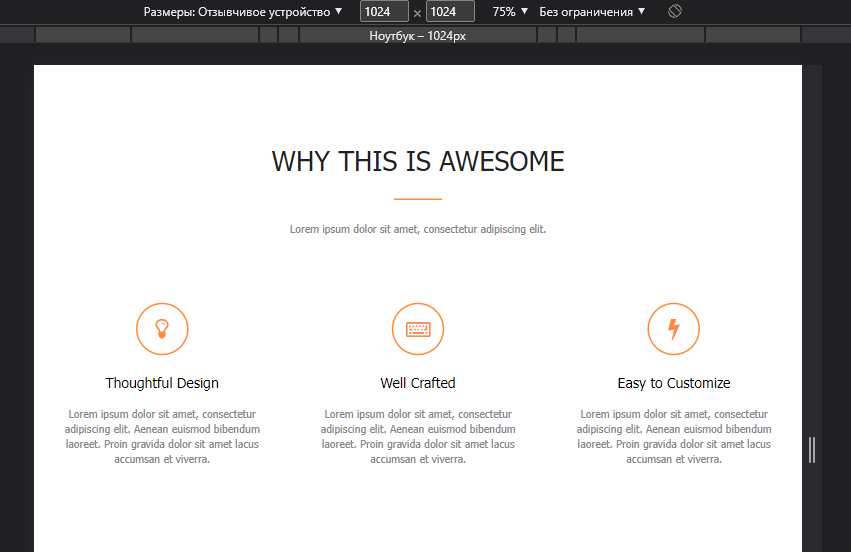 Размеры: Отзывчивое устройство ▼ 1024 × 1024 75% ▼ Без ограничения ▼
Ноутбук – 1024px
WHY THIS IS AWESOME
Lorem ipsum dolor sit amet, consectetur adipiscing elit.
Thoughtful Design
Lorem ipsum dolor sit amet, consectetur
adipiscing elit. Aenean euismod bibendum
laoreet. Proin gravida dolor sit amet lacus
accumsan et viverra.
Well Crafted
Lorem ipsum dolor sit amet, consectetur
adipiscing elit. Aenean euismod bibendum
laoreet. Proin gravida dolor sit amet lacus
accumsan et viverra.
Easy to Customize
Lorem ipsum dolor sit amet, consectetur
adipiscing elit. Aenean euismod bibendum
laoreet. Proin gravida dolor sit amet lacus
accumsan et viverra.